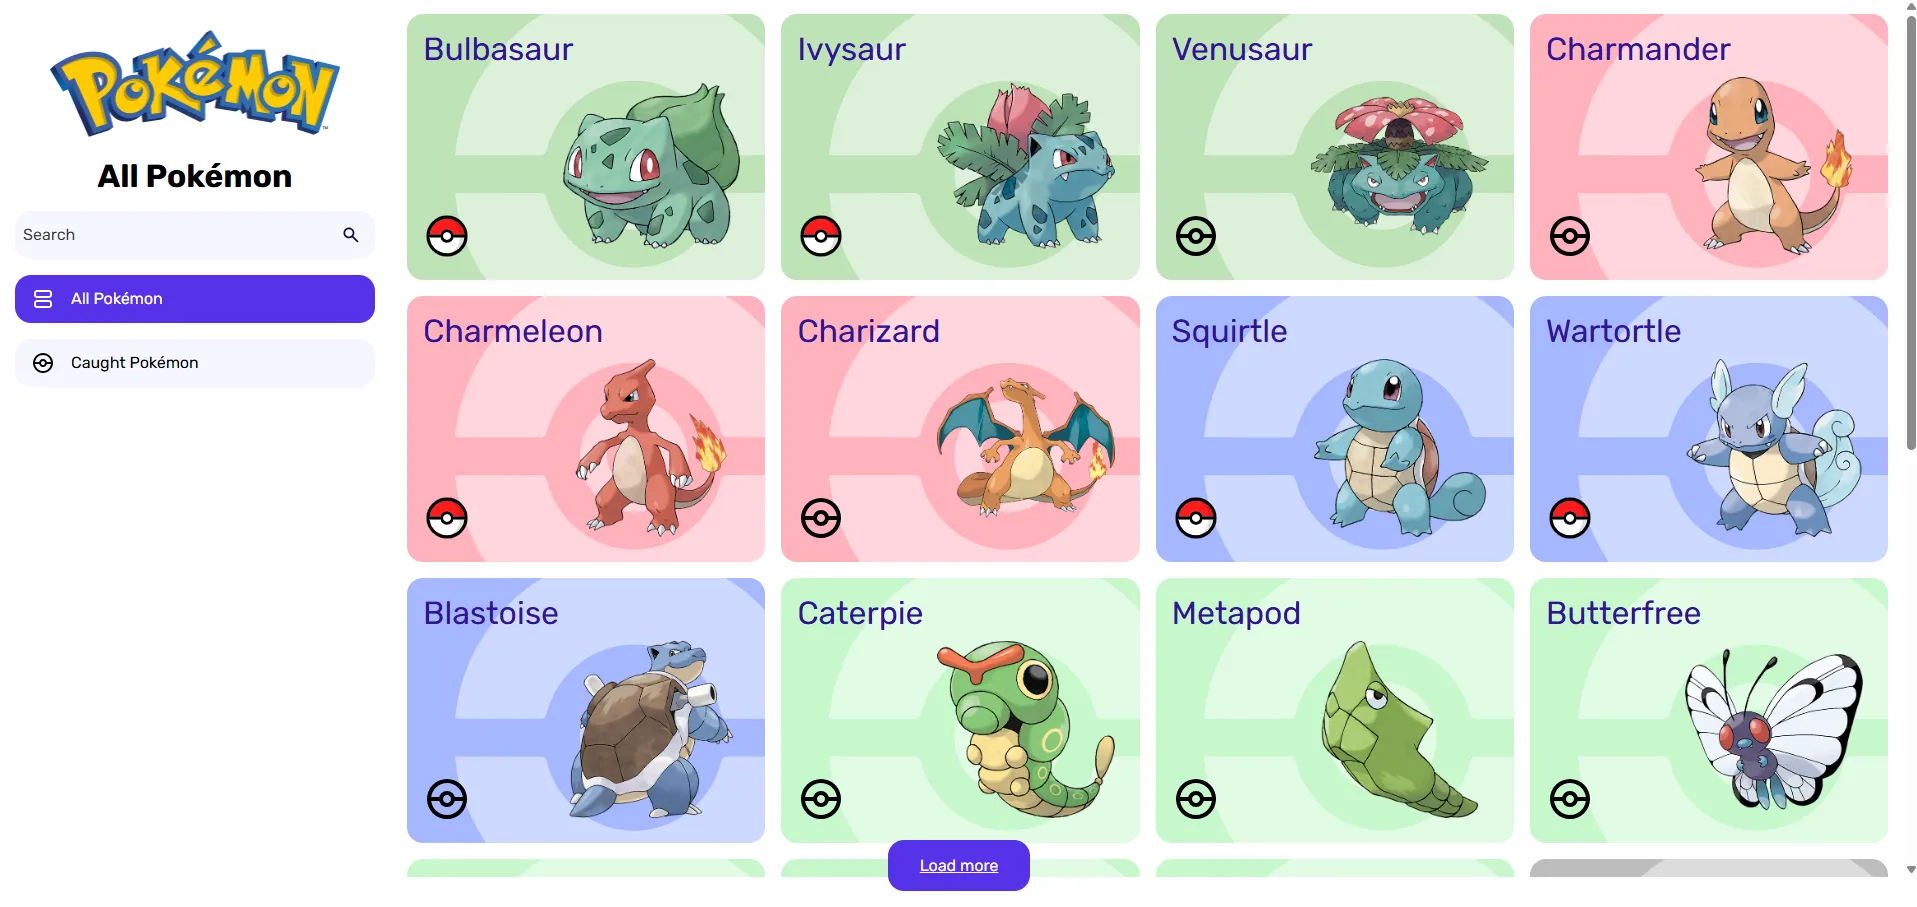 POKéMON
TM
All Pokémon
Search
All Pokémon
Caught Pokémon
Bulbasaur
Ivysaur
Venusaur
Charmander
Charmeleon
Charizard
Squirtle
Wartortle
Blastoise
Caterpie
Metapod
Butterfree
Load more